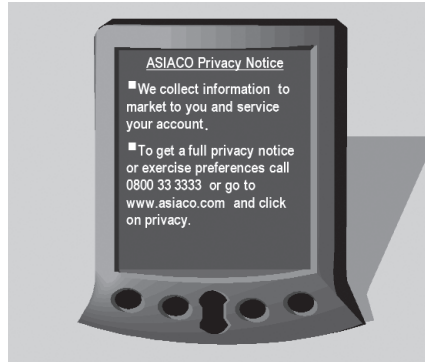 ASIACO Privacy Notice
▪We collect information to
market to you and service
your account.
▪To get a full privacy notice
or exercise preferences call
0800 33 3333 or go to
www.asiaco.com and click
on privacy.